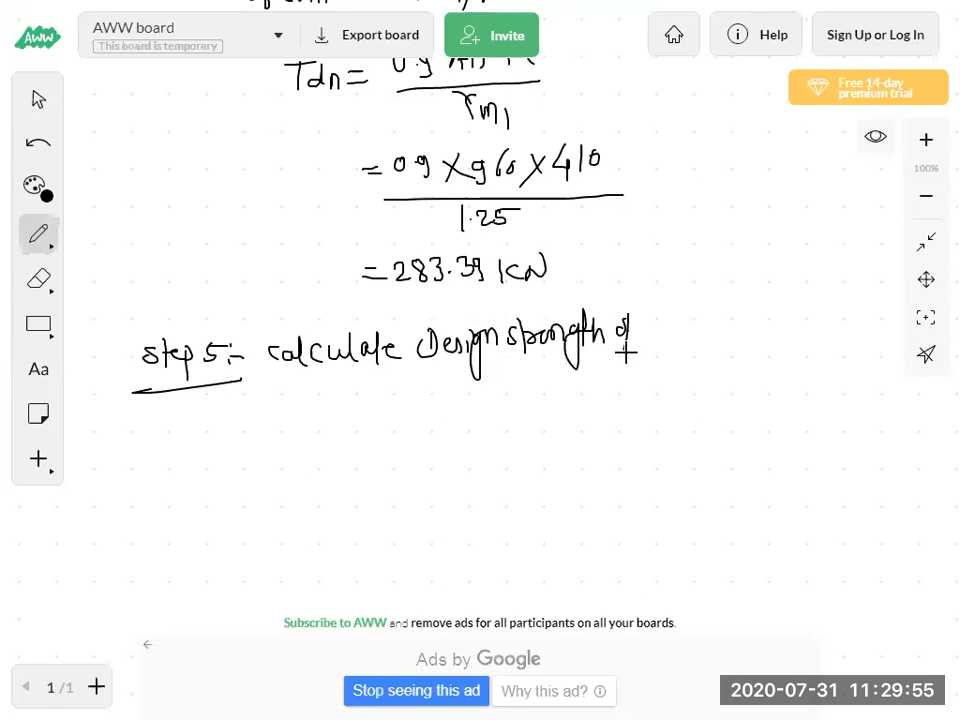 AWW board
This board is temporary
Export board
Invite
Help
Sign Up or Log In
Free 14-day
premium trial
Tdn =
γm1
= 0.9 × 960 × 410
1.25
= 283.39 KN
100%
step 5:- calculate Design strength of
Aa
Subscribe to AWW and remove ads for all participants on all your boards.
Ads by Google
Stop seeing this ad
Why this ad?
1 /1
2020-07-31 11:29:55